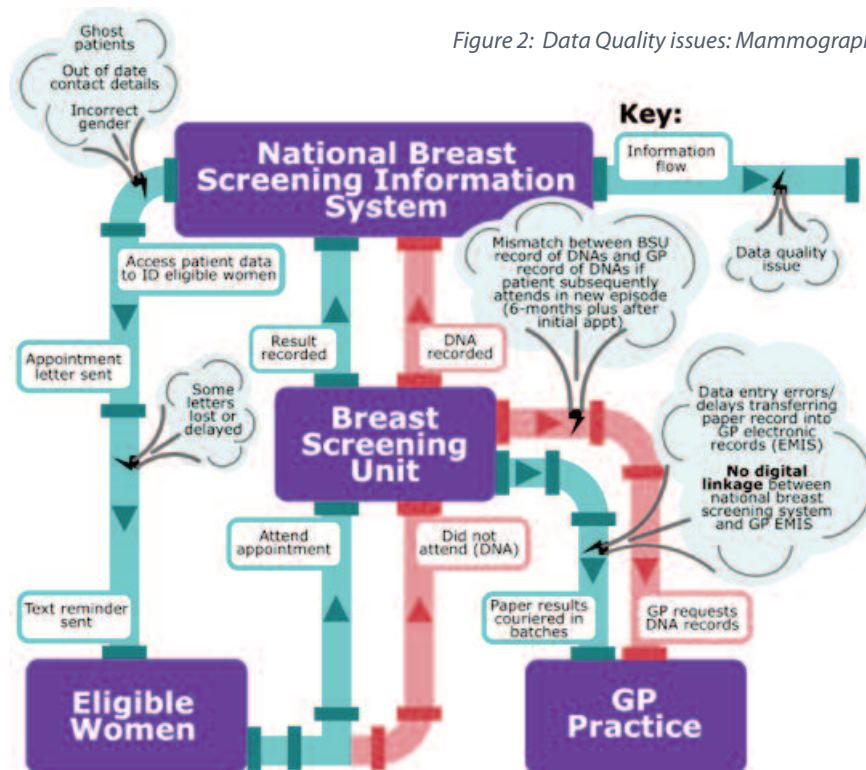 Figure 2: Data Quality issues: Mammograph
Ghost
patients
Out of date
contact details
Incorrect
gender
Key:
Information
flow
Data quality
issue
National Breast
Screening Information
System
Access patient data
to ID eligible women
Appointment
letter sent
Some
letters
lost or
delayed
Text reminder
sent
Result
recorded
DNA
recorded
Mismatch between BSU
record of DNAs and GP
record of DNAs if
patient subsequently
attends in new episode
(6-months plus after
initial appt)
Breast
Screening
Unit
Data entry errors/
delays transferring
paper record into
GP electronic
records (EMIS)
No digital
linkage between
national breast
screening system
and GP EMIS
Attend
appointment
Did not
attend (DNA)
Paper results
couriered in
batches
GP requests
DNA records
Eligible
Women
GP
Practice